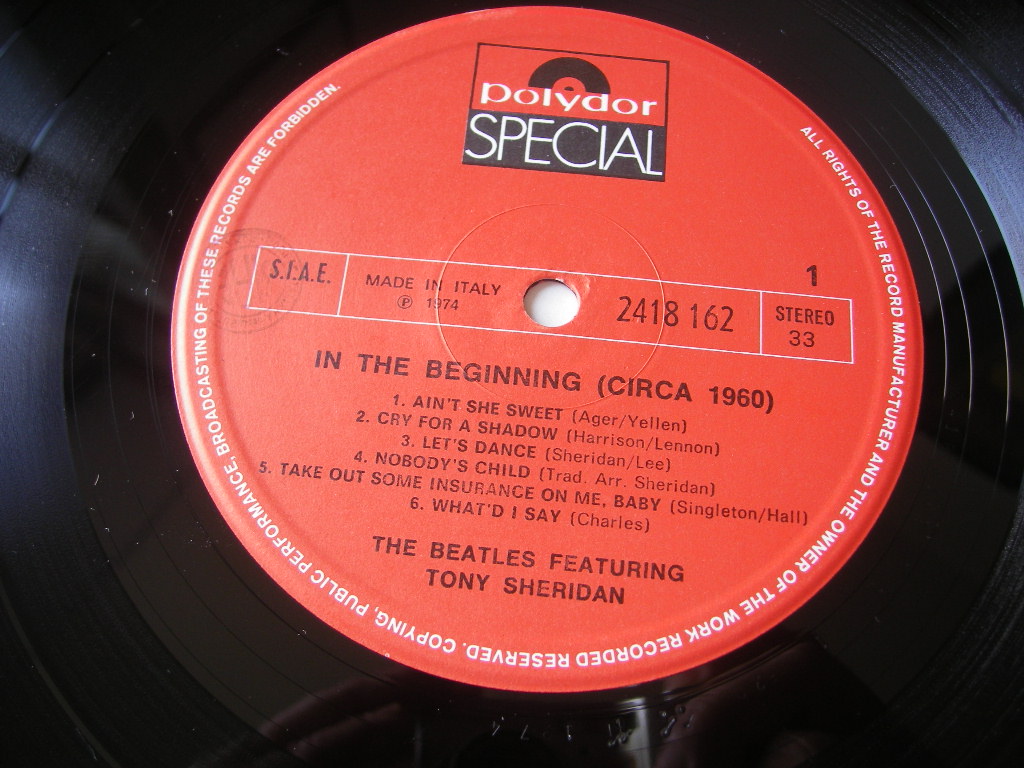 polydor
SPECIAL
S.I.A.E.
MADE IN ITALY
℗ 1974
2418 162
1
STEREO
33
IN THE BEGINNING (CIRCA 1960)
1. AIN'T SHE SWEET (Ager/Yellen)
2. CRY FOR A SHADOW (Harrison/Lennon)
3. LET'S DANCE (Sheridan/Lee)
4. NOBODY'S CHILD (Trad. Arr. Sheridan)
5. TAKE OUT SOME INSURANCE ON ME, BABY (Singleton/Hall)
6. WHAT'D I SAY (Charles)
THE BEATLES FEATURING
TONY SHERIDAN
ALL RIGHTS OF THE RECORD MANUFACTURER AND THE OWNER OF THE WORK RECORDED RESERVED. COPYING, PUBLIC PERFORMANCE, BROADCASTING OF THESE RECORDS ARE FORBIDDEN.